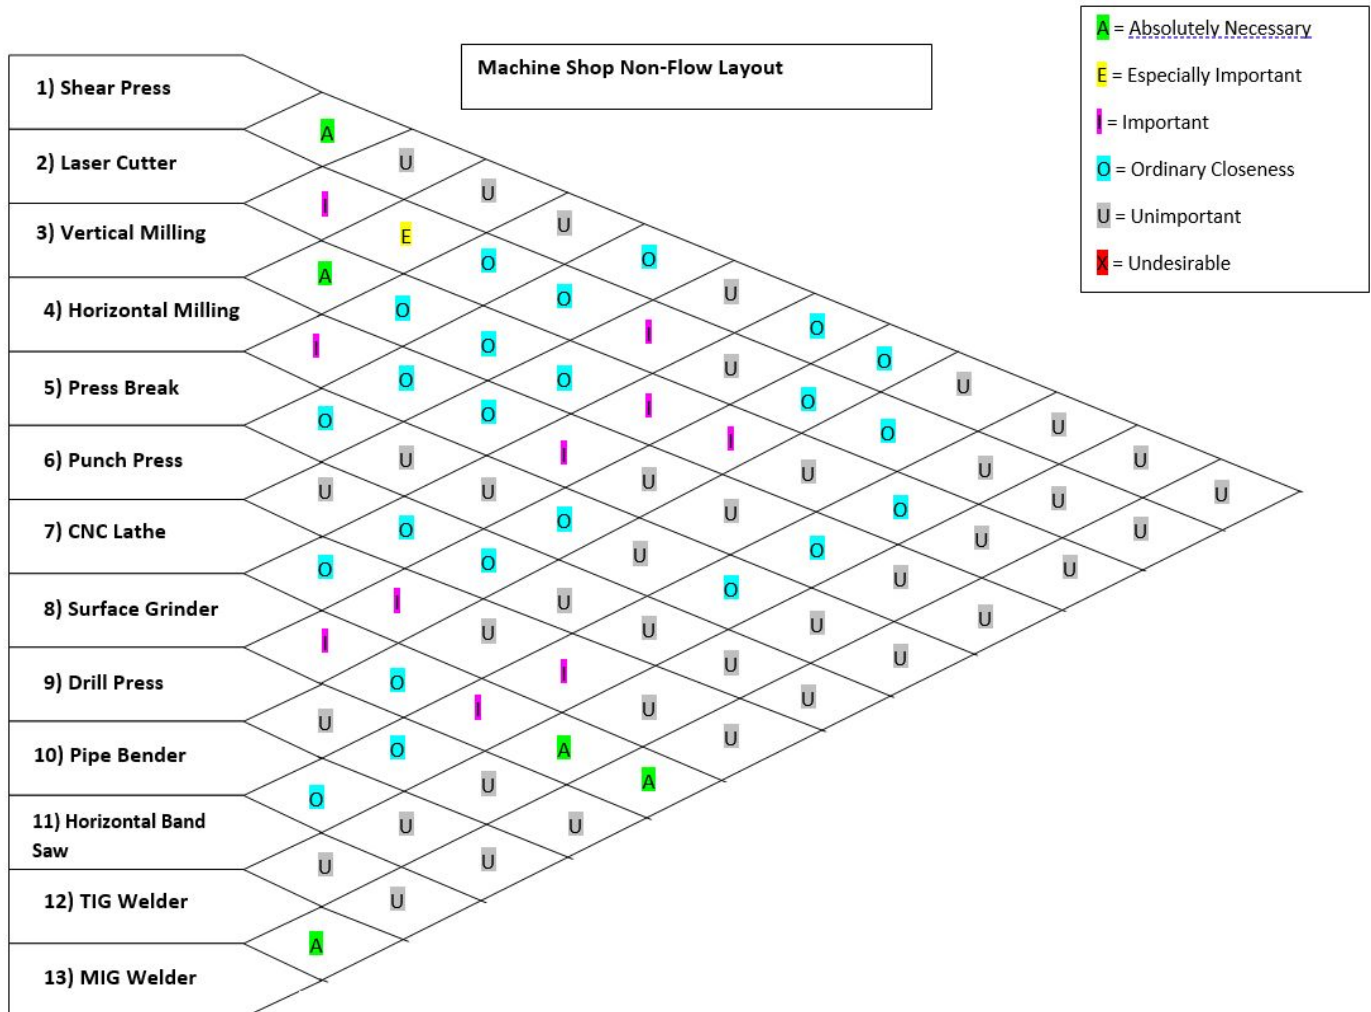 Machine Shop Non-Flow Layout
A = Absolutely Necessary
E = Especially Important
I = Important
O = Ordinary Closeness
U = Unimportant
X = Undesirable
1) Shear Press
2) Laser Cutter
3) Vertical Milling
4) Horizontal Milling
5) Press Break
6) Punch Press
7) CNC Lathe
8) Surface Grinder
9) Drill Press
10) Pipe Bender
11) Horizontal Band
Saw
12) TIG Welder
13) MIG Welder
A
I
A
I
O
U
O
I
U
O
U
A
U
E
O
O
U
O
I
O
O
U
U
U
O
O
O
U
O
U
I
U
U
U
O
O
I
O
U
I
A
U
O
I
I
U
U
U
U
A
U
U
I
U
O
U
U
O
O
U
O
U
U
O
O
O
U
U
U
U
U
U
U
U
U
U
U
U